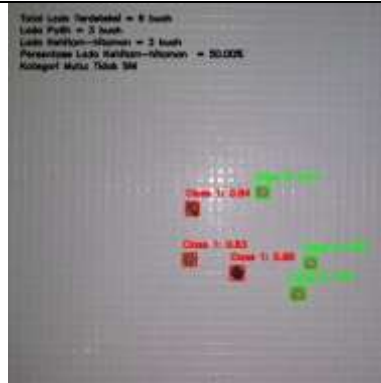 Total Lada Terdeteksi = 6 buah
Lada Putih = 3 buah
Lada Kehitam-hitaman = 3 buah
Persentase Lada Kehitam-hitaman = 50.00%
Kategori Mutu: Tidak SNI
Class 1: 0.84
Class 1: 0.83
Class 1: